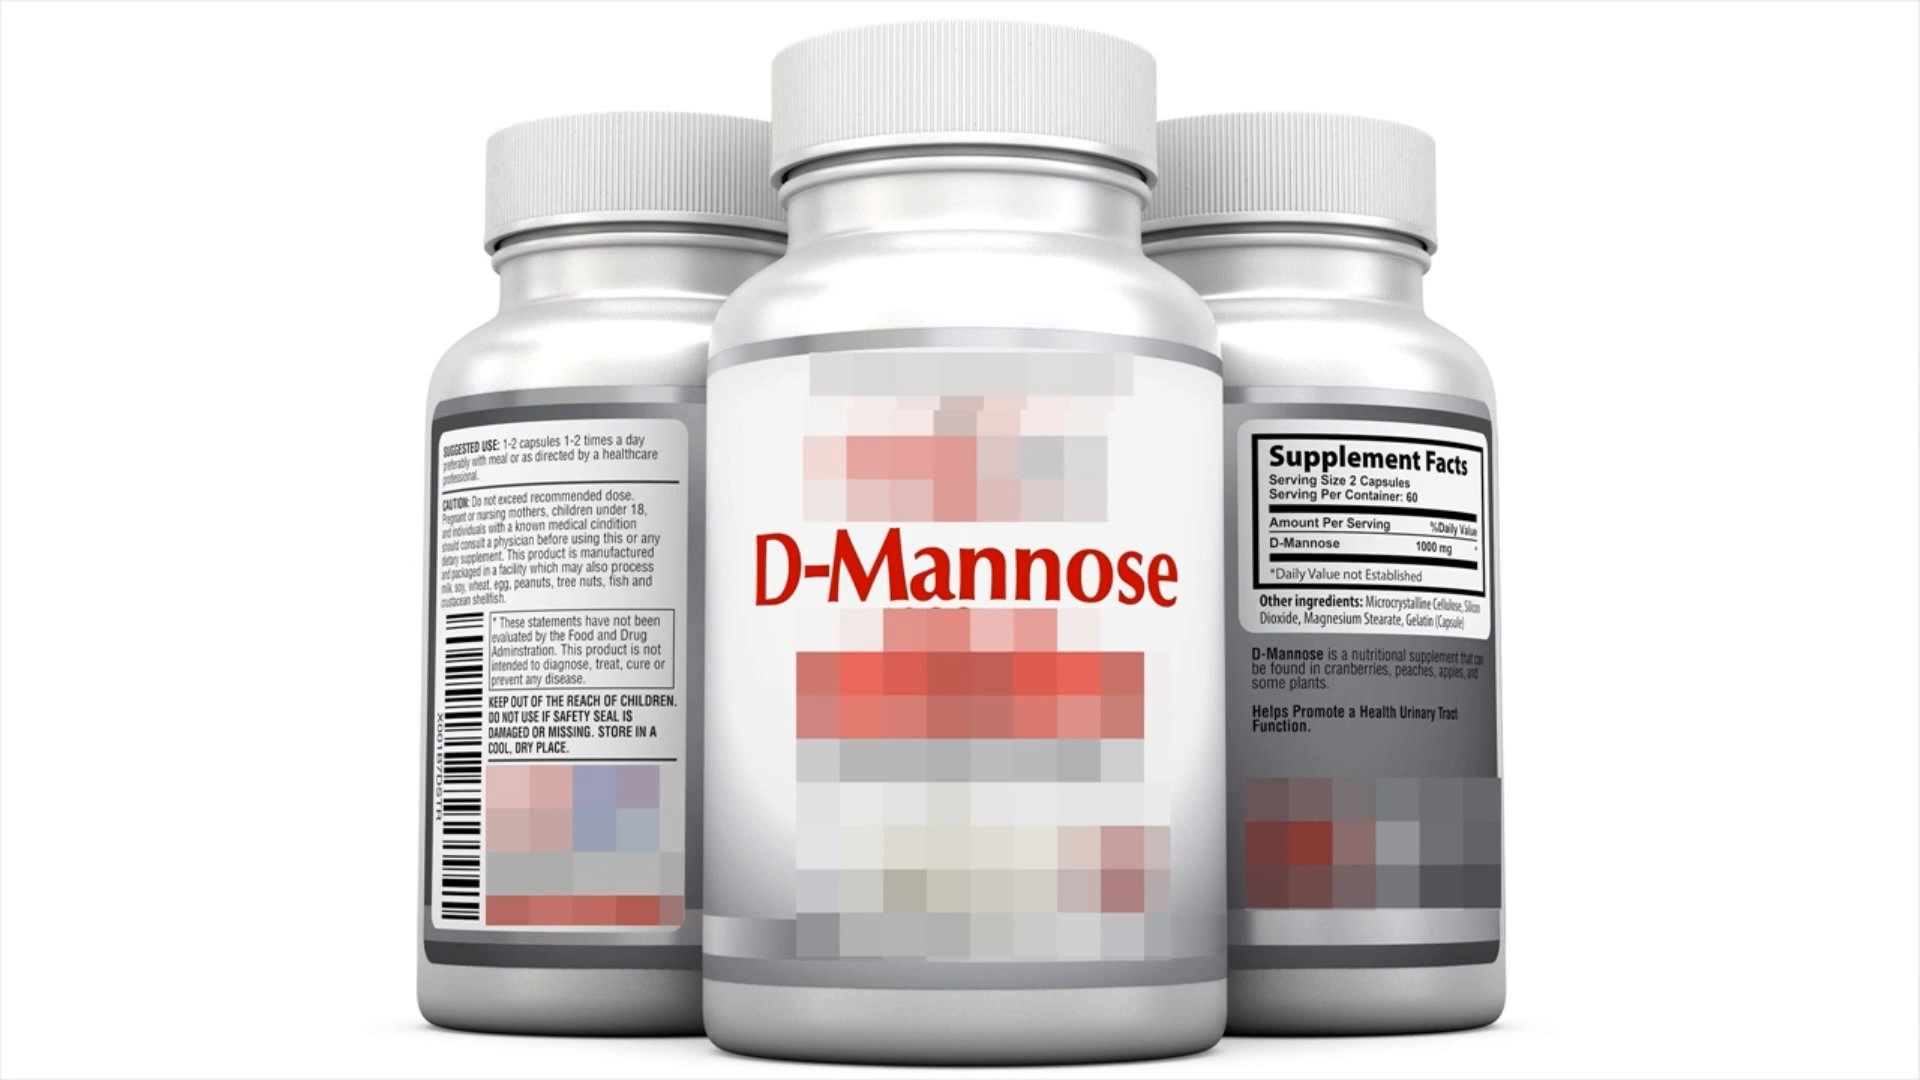 SUGGESTED USE: 1-2 capsules 1-2 times a day
preferably with meal or as directed by a healthcare
professional.
CAUTION: Do not exceed recommended dose.
Pregnant or nursing mothers, children under 18,
and individuals with a known medical cindition
should consult a physician before using this or any
dietary supplement. This product is manufactured
and packaged in a facility which may also process
milk, soy, wheat, egg, peanuts, tree nuts, fish and
crustacean shellfish.
* These statements have not been
evaluated by the Food and Drug
Adminstration. This product is not
intended to diagnose, treat, cure or
prevent any disease.
KEEP OUT OF THE REACH OF CHILDREN.
DO NOT USE IF SAFETY SEAL IS
DAMAGED OR MISSING. STORE IN A
COOL, DRY PLACE.
D-Mannose
Supplement Facts
Serving Size 2 Capsules
Serving Per Container: 60
Amount Per Serving %Daily Value
D-Mannose 1000 mg *
*Daily Value not Established
Other ingredients: Microcrystalline Cellulose, Silicon
Dioxide, Magnesium Stearate, Gelatin (Capsule)
D-Mannose is a nutritional supplement that can
be found in cranberries, peaches, apples, and
some plants.
Helps Promote a Health Urinary Tract
Function.